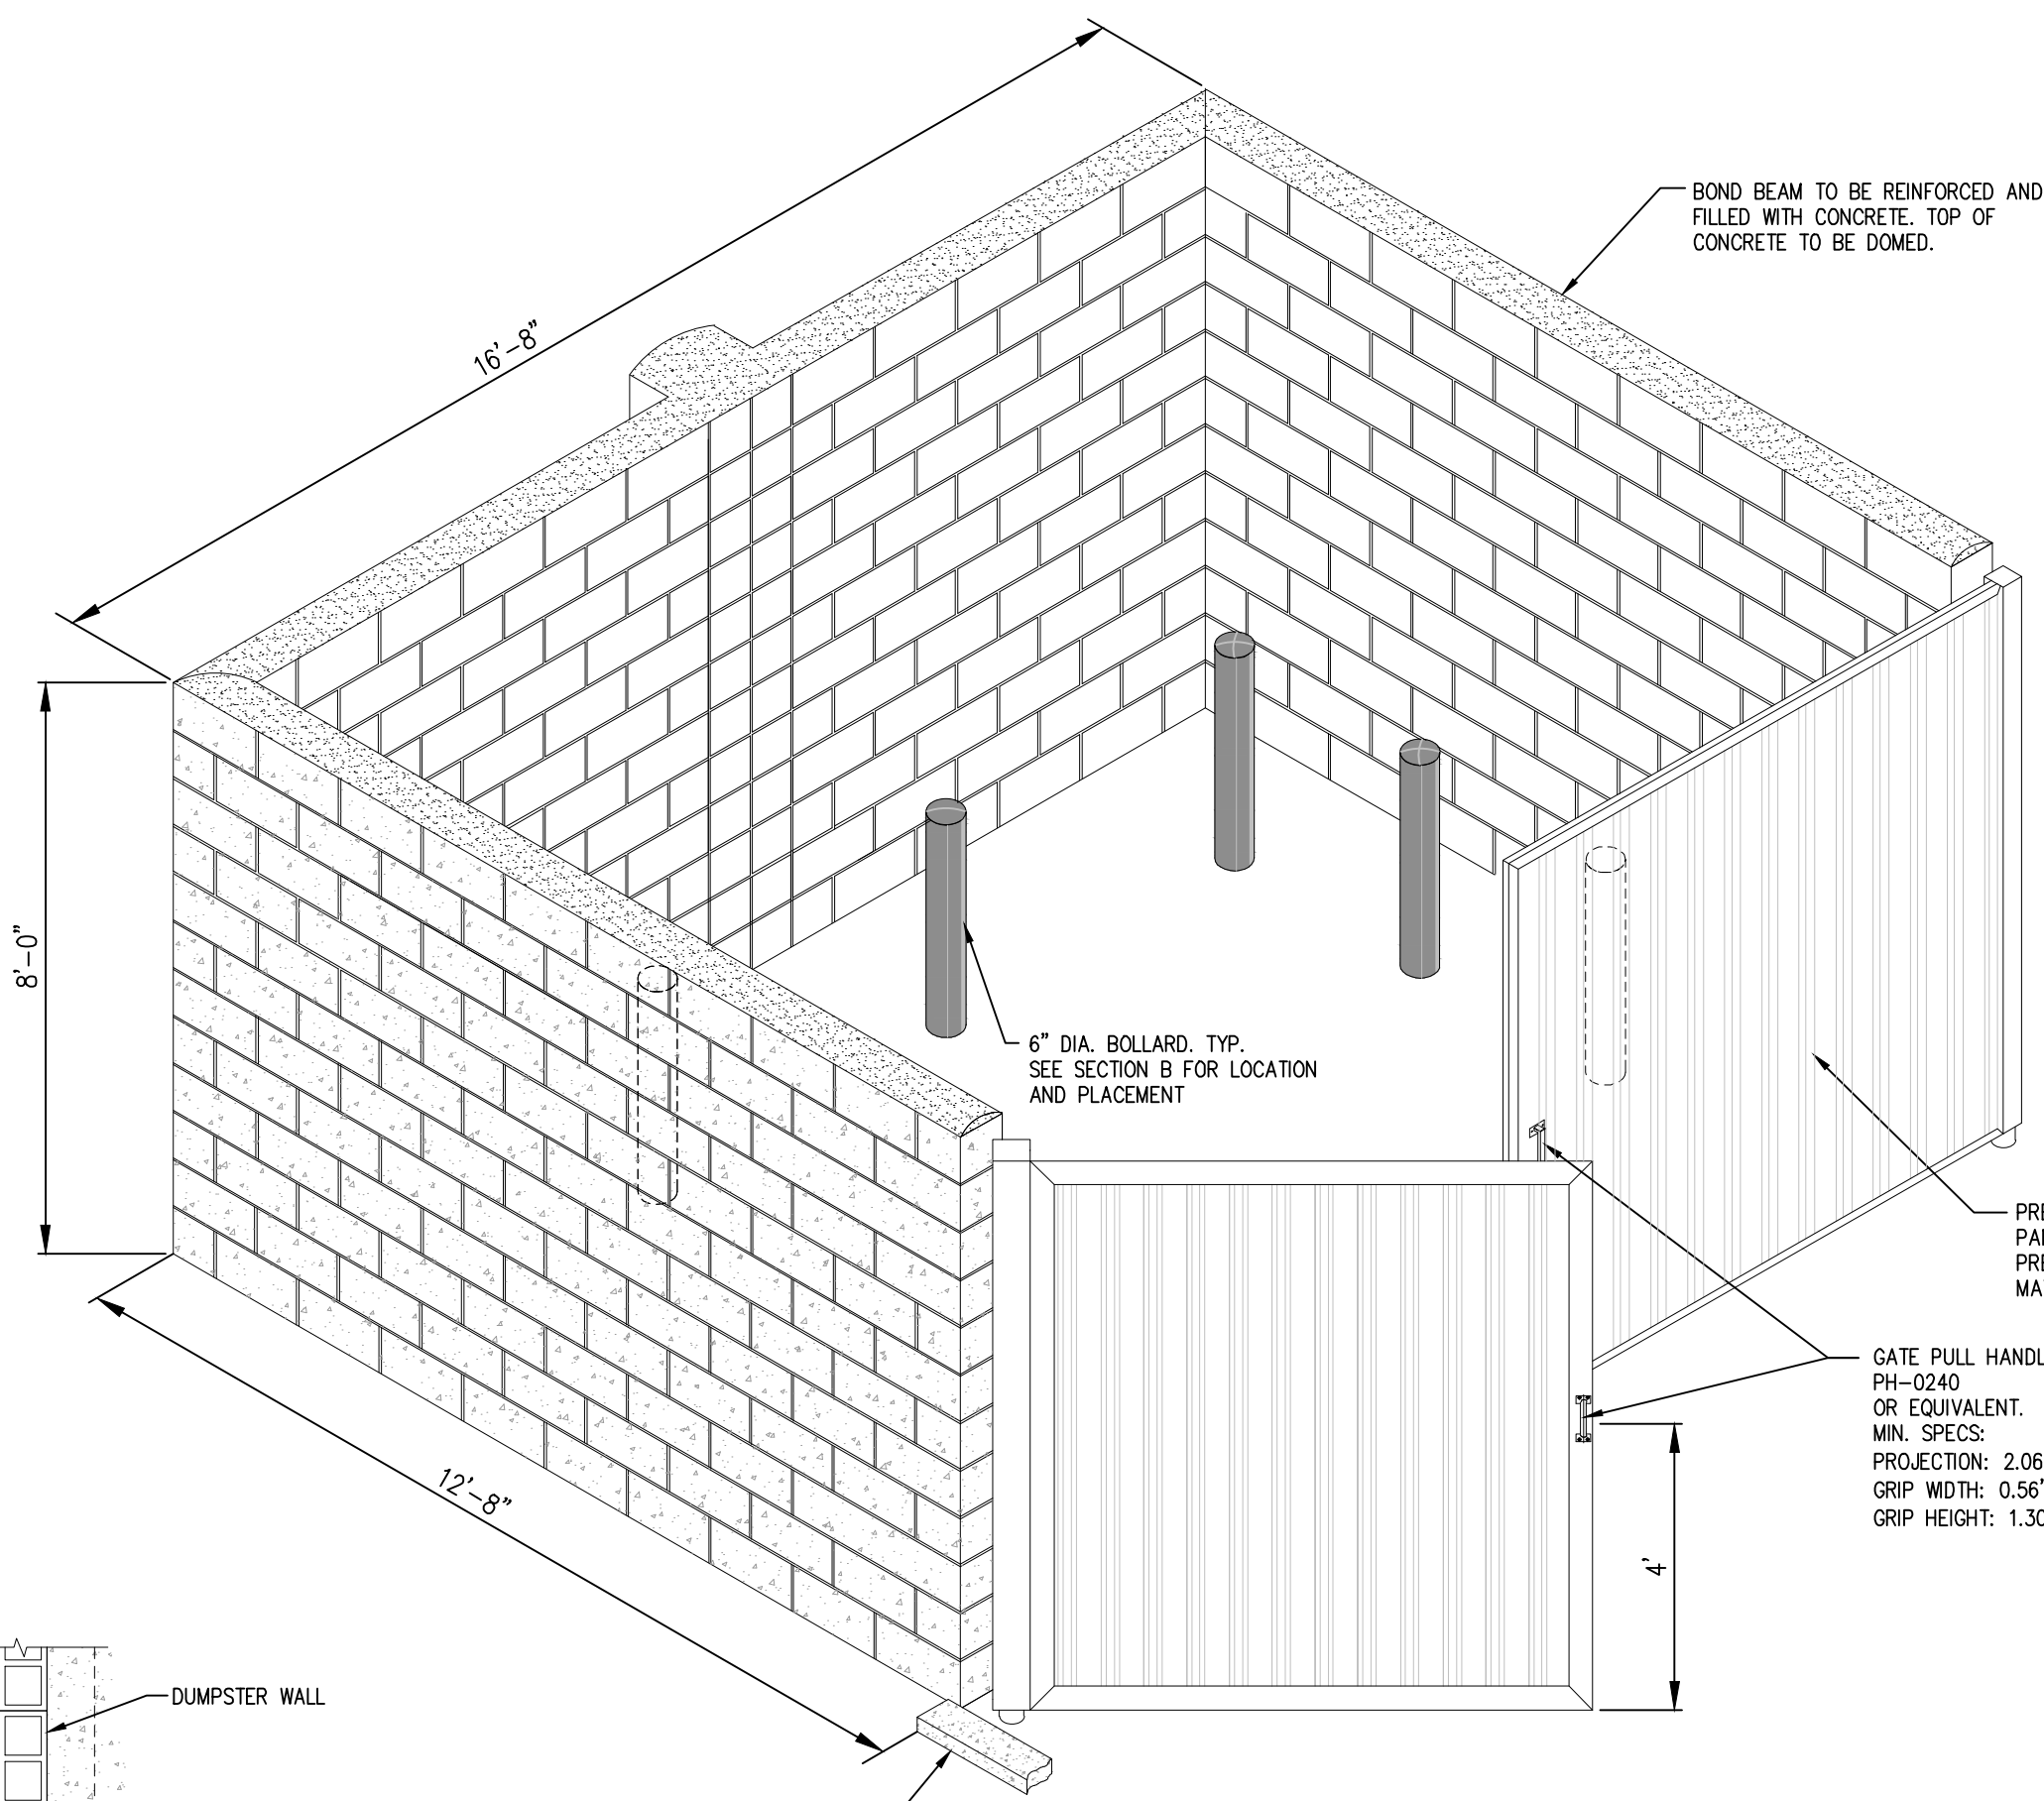 BOND BEAM TO BE REINFORCED AND
FILLED WITH CONCRETE. TOP OF
CONCRETE TO BE DOMED.
16'-8"
8'-0"
6" DIA. BOLLARD. TYP.
SEE SECTION B FOR LOCATION
AND PLACEMENT
GATE PULL
PH-0240
OR EQUIVALENT.
MIN. SPECS:
PROJECTION: 2.06
GRIP WIDTH: 0.56"
GRIP HEIGHT: 1.30
12'-8"
4'
DUMPSTER WALL